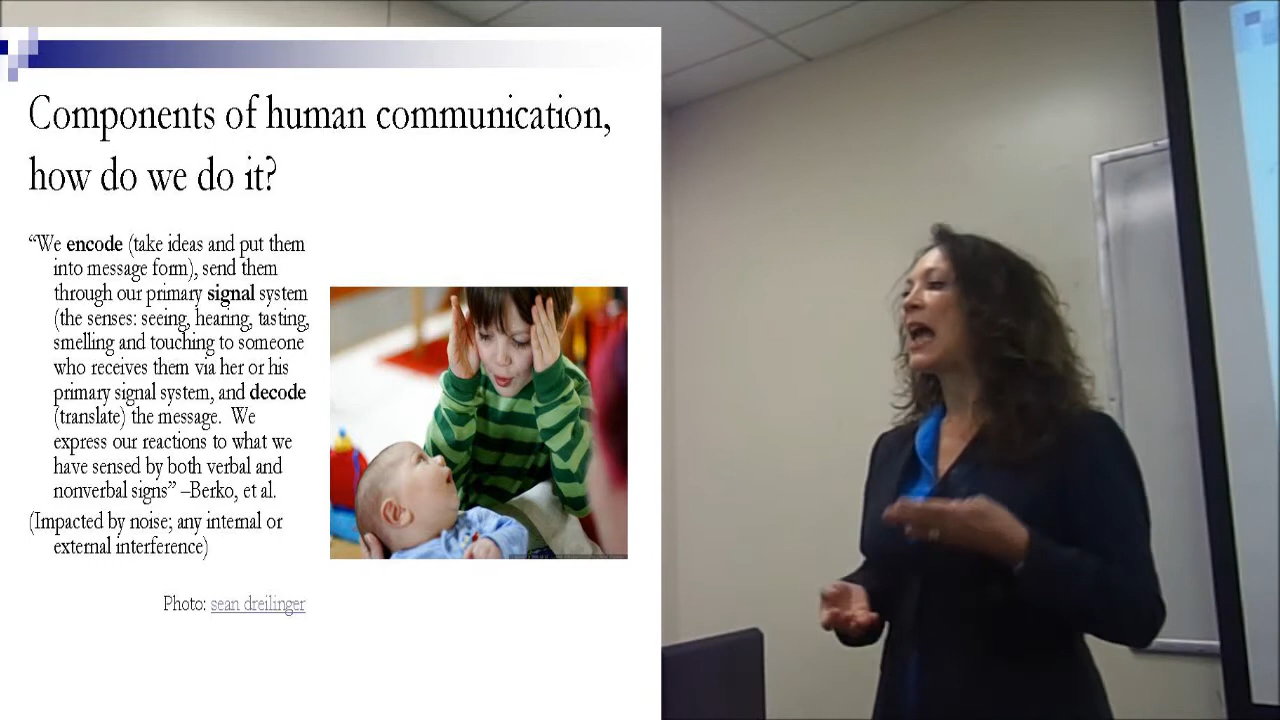 Components of human communication,
how do we do it?
“We encode (take ideas and put them
into message form), send them
through our primary signal system
(the senses: seeing, hearing, tasting,
smelling and touching to someone
who receives them via her or his
primary signal system, and decode
(translate) the message. We
express our reactions to what we
have sensed by both verbal and
nonverbal signs” –Berko, et al.
(Impacted by noise; any internal or
external interference)
Photo: sean dreilinger